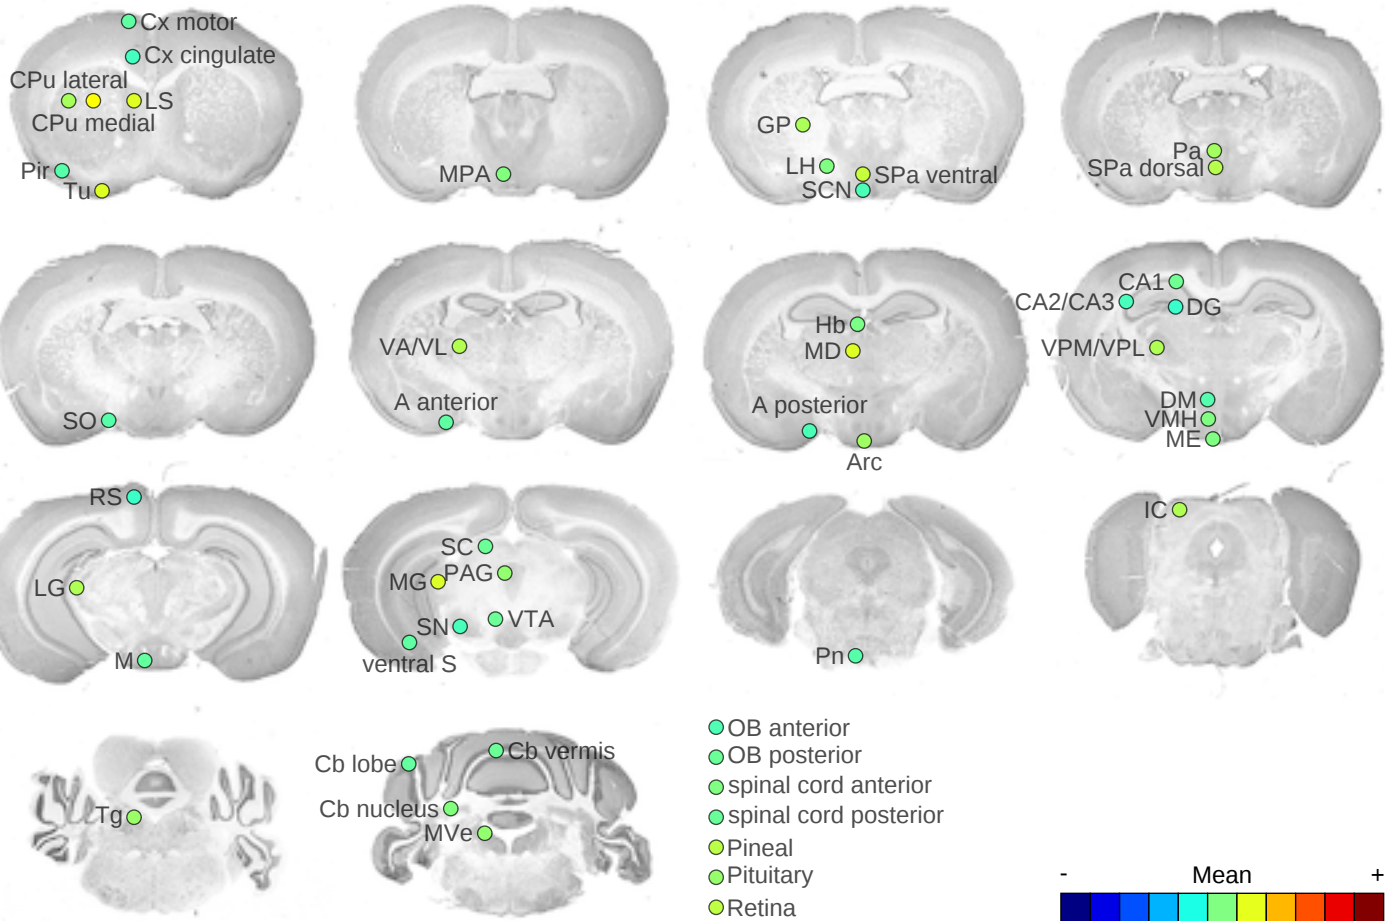 Cx motor
Cx cingulate
CPu lateral
LS
CPu medial
Pir
Tu
MPA
GP
LH
SPa ventral
SCN
Pa
SPa dorsal
SO
VA/VL
A anterior
Hb
MD
A posterior
Arc
CA1
CA2/CA3
DG
VPM/VPL
DM
VMH
ME
RS
LG
M
SC
MG
PAG
SN
VTA
ventral S
Pn
IC
Tg
Cb lobe
Cb vermis
Cb nucleus
MVe
OB anterior
OB posterior
spinal cord anterior
spinal cord posterior
Pineal
Pituitary
Retina
- Mean +